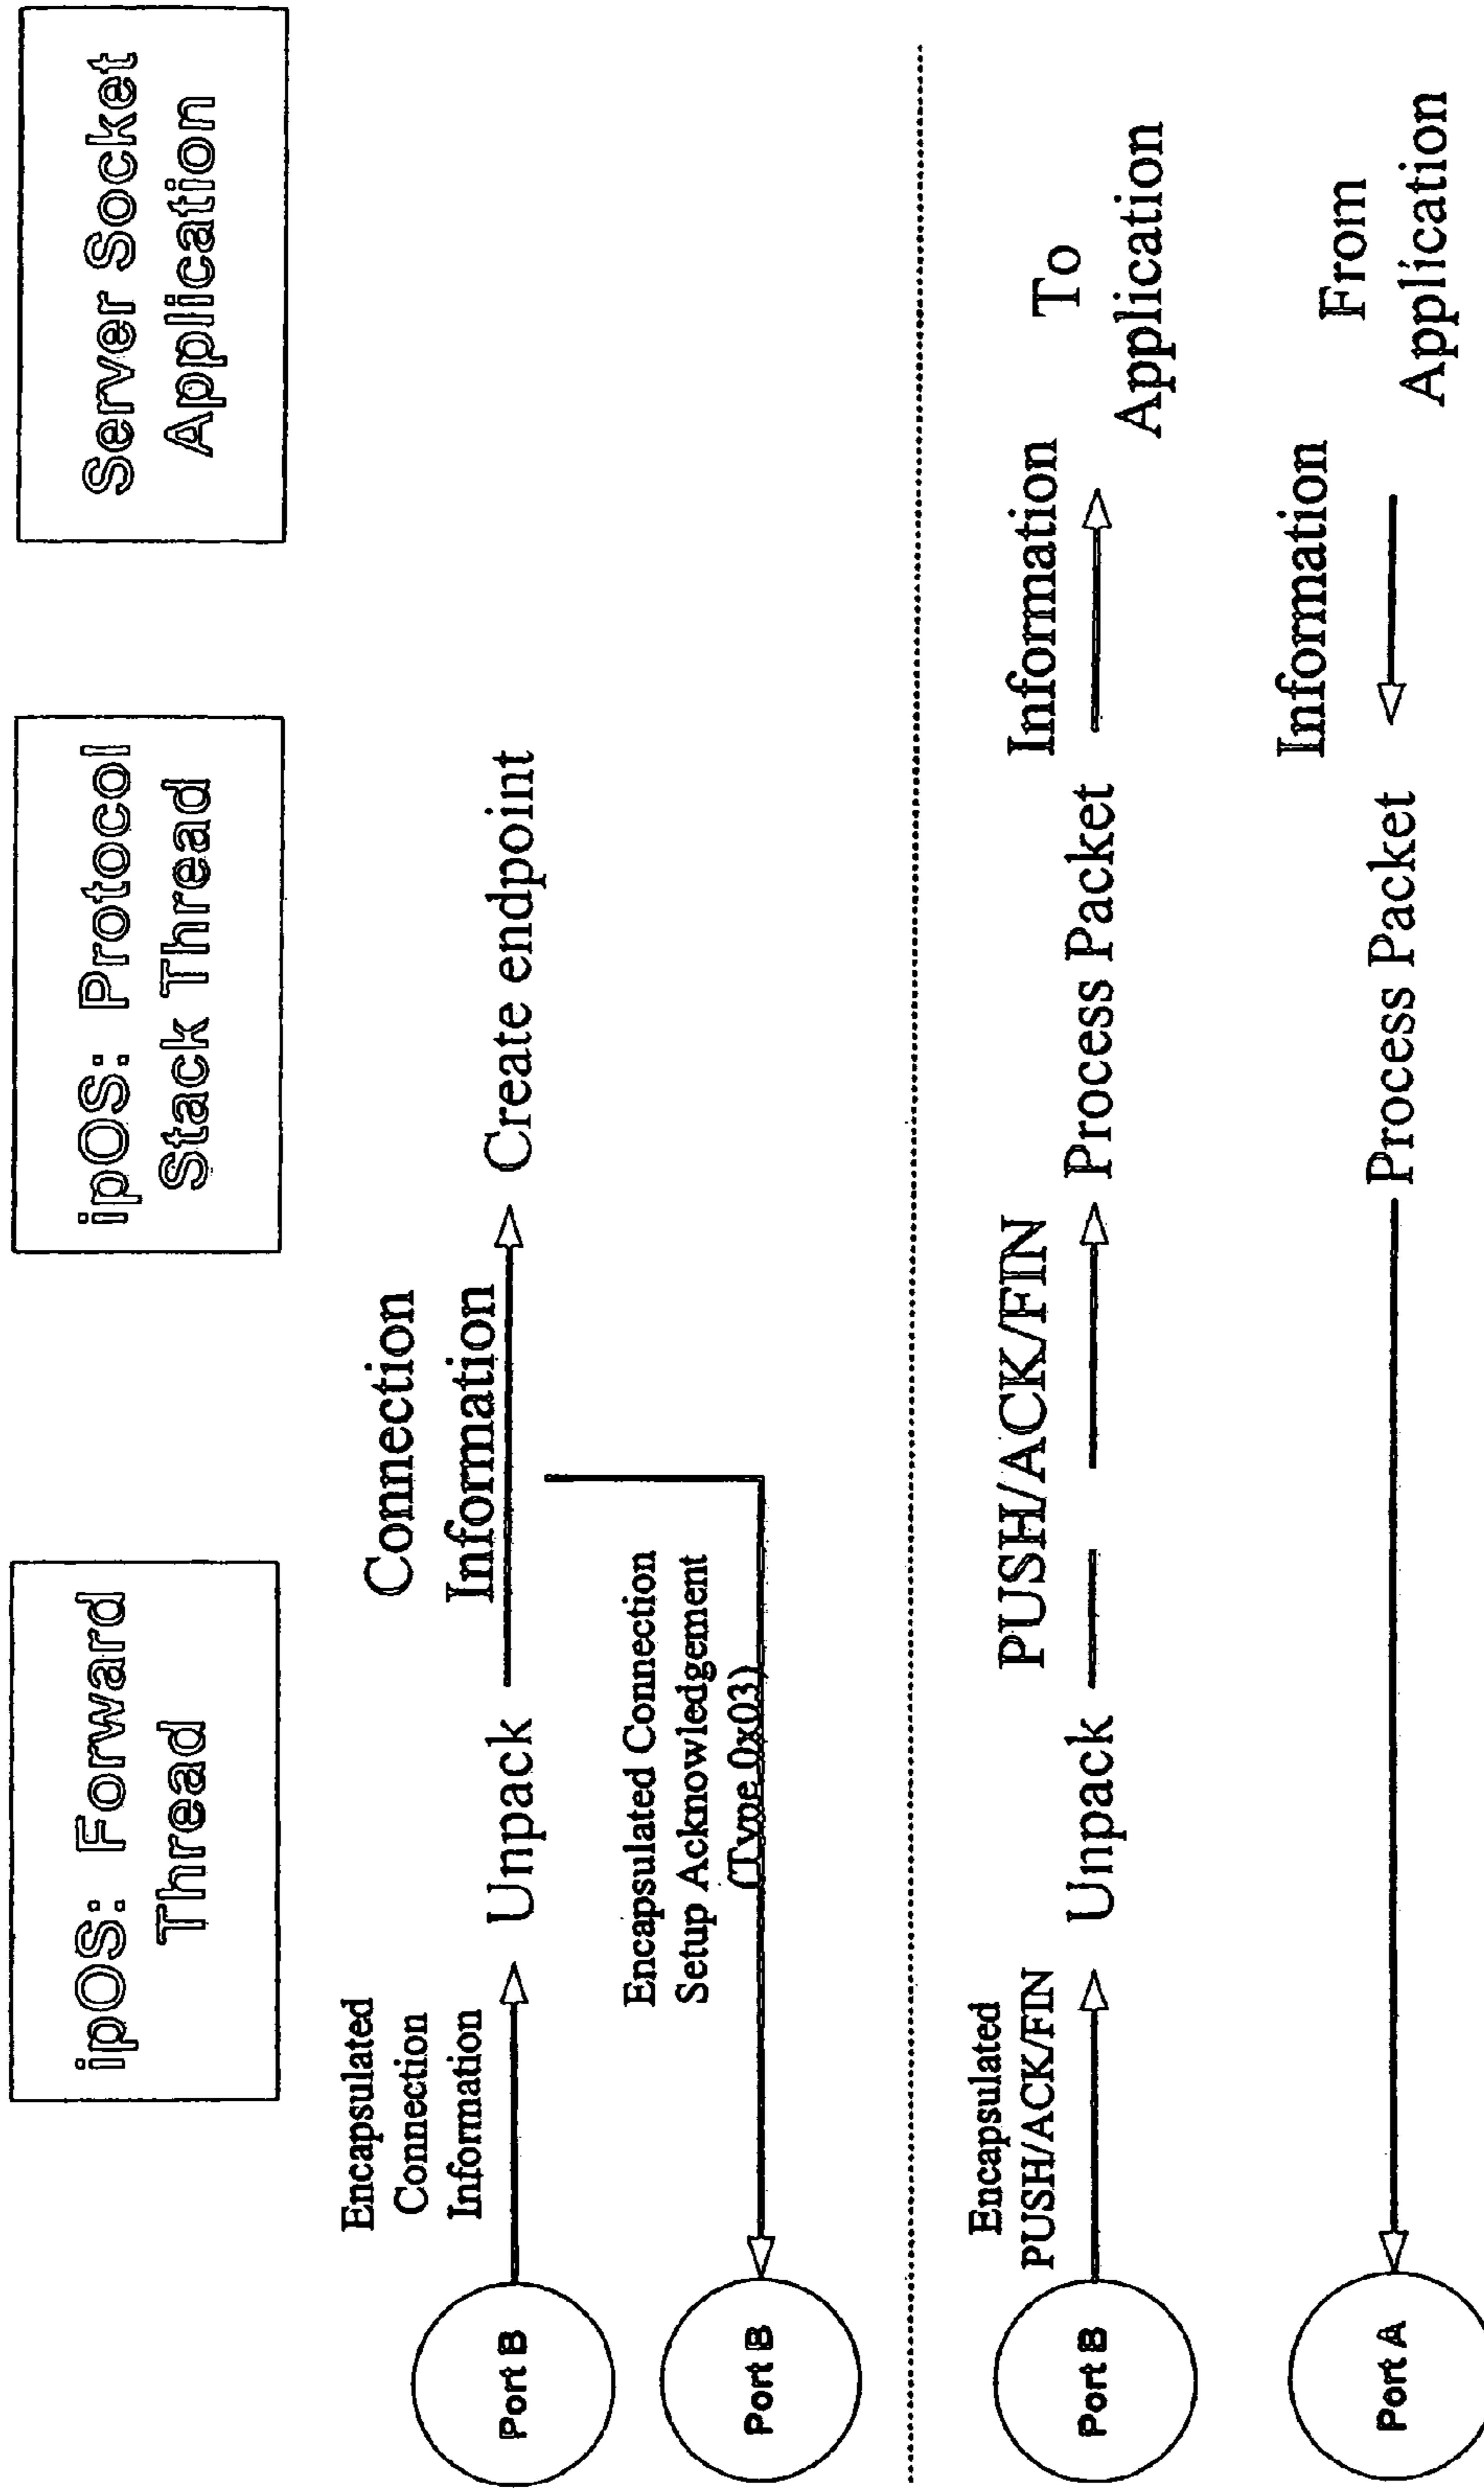 ipOS: Forward
Thread
ipOS: Protocol
Stack Thread
Server Socket
Application
Port B
Encapsulated
Connection
Information
Unpack
Connection
Information
Create endpoint
Port B
Encapsulated Connection
Setup Acknowledgement
(Type 0x03)
Port B
Encapsulated
PUSH/ACK/FIN
Unpack
PUSH/ACK/FIN
Process Packet
Information
To
Application
Port A
Process Packet
Information
From
Application